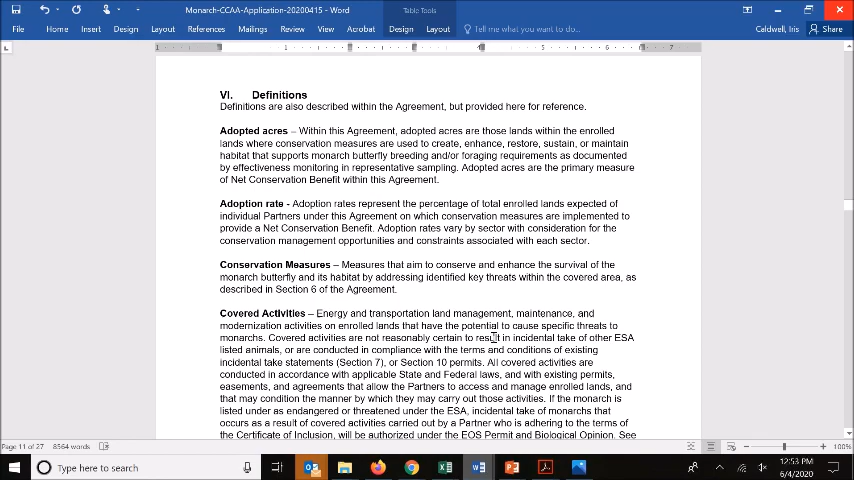 Monarch-CCAA-Application-20200415 - Word
Table Tools
Caldwell, Iris
Share
File Home Insert Design Layout References Mailings Review View Acrobat Design Layout Tell me what you want to do...
1 1 2 3 4 5 6 7
VI. Definitions
Definitions are also described within the Agreement, but provided here for reference.
Adopted acres – Within this Agreement, adopted acres are those lands within the enrolled
lands where conservation measures are used to create, enhance, restore, sustain, or maintain
habitat that supports monarch butterfly breeding and/or foraging requirements as documented
by effectiveness monitoring in representative sampling. Adopted acres are the primary measure
of Net Conservation Benefit within this Agreement.
Adoption rate - Adoption rates represent the percentage of total enrolled lands expected of
individual Partners under this Agreement on which conservation measures are implemented to
provide a Net Conservation Benefit. Adoption rates vary by sector with consideration for the
conservation management opportunities and constraints associated with each sector.
Conservation Measures – Measures that aim to conserve and enhance the survival of the
monarch butterfly and its habitat by addressing identified key threats within the covered area, as
described in Section 6 of the Agreement.
Covered Activities – Energy and transportation land management, maintenance, and
modernization activities on enrolled lands that have the potential to cause specific threats to
monarchs. Covered activities are not reasonably certain to result in incidental take of other ESA
listed animals, or are conducted in compliance with the terms and conditions of existing
incidental take statements (Section 7), or Section 10 permits. All covered activities are
conducted in accordance with applicable State and Federal laws, and with existing permits,
easements, and agreements that allow the Partners to access and manage enrolled lands, and
that may condition the manner by which they may carry out those activities. If the monarch is
listed under as endangered or threatened under the ESA, incidental take of monarchs that
occurs as a result of covered activities carried out by a Partner who is adhering to the terms of
the Certificate of Inclusion, will be authorized under the EOS Permit and Biological Opinion. See
Page 11 of 27 8564 words
100%
Type here to search
12:53 PM
6/4/2020